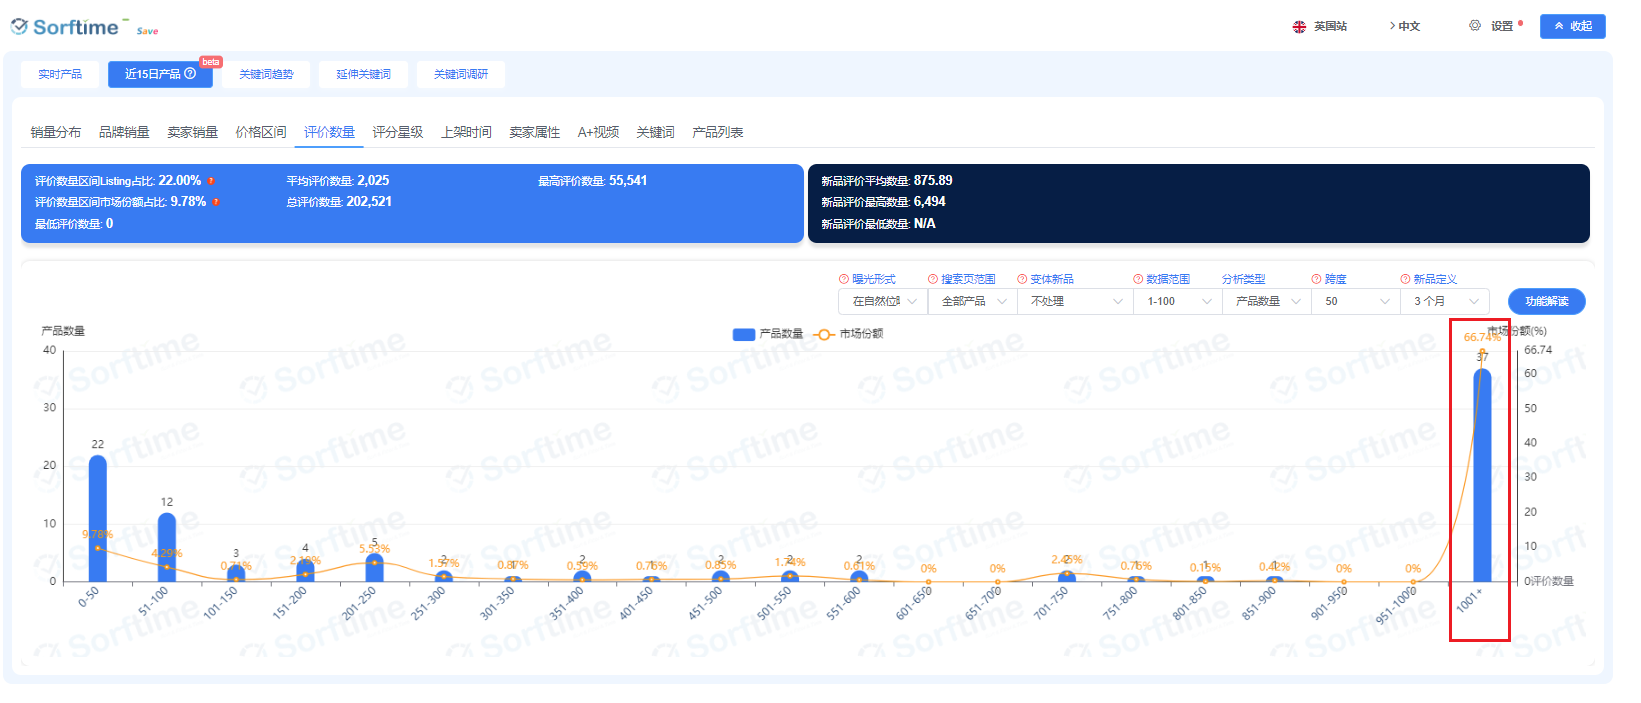 Sorftime Save
英国站 中文 设置 收起
实时产品 近15日产品 beta 关键词趋势 延伸关键词 关键词调研
销量分布 品牌销量 卖家销量 价格区间 评价数量 评分星级 上架时间 卖家属性 A+视频 关键词 产品列表
评价数量区间Listing占比: 22.00% 平均评价数量: 2,025 最高评价数量: 55,541
评价数量区间市场份额占比: 9.78% 总评价数量: 202,521
最低评价数量: 0
新品评价平均数量: 875.89
新品评价最高数量: 6,494
新品评价最低数量: N/A
曝光形式 搜索页范围 变体新品 数据范围 分析类型 跨度 新品定义
在自然位 全部产品 不处理 1-100 产品数量 50 3 个月 功能解读
产品数量 产品数量 市场份额 市场份额(%)
40 30 20 10 0
22 12 3 4 5 2 1 2 1 2 2 2 0 0 2 1 1 1 0 0 37
9.78% 4.29% 0.71% 2.19% 5.53% 1.57% 0.87% 0.59% 0.76% 0.85% 1.74% 0.61% 0% 0% 2.45% 0.75% 0.15% 0.42% 0% 0% 66.74%
66.74 60 50 40 30 20 10 0
0-50 51-100 101-150 151-200 201-250 251-300 301-350 351-400 401-450 451-500 501-550 551-600 601-650 651-700 701-750 751-800 801-850 851-900 901-950 951-1000 1001+
评价数量